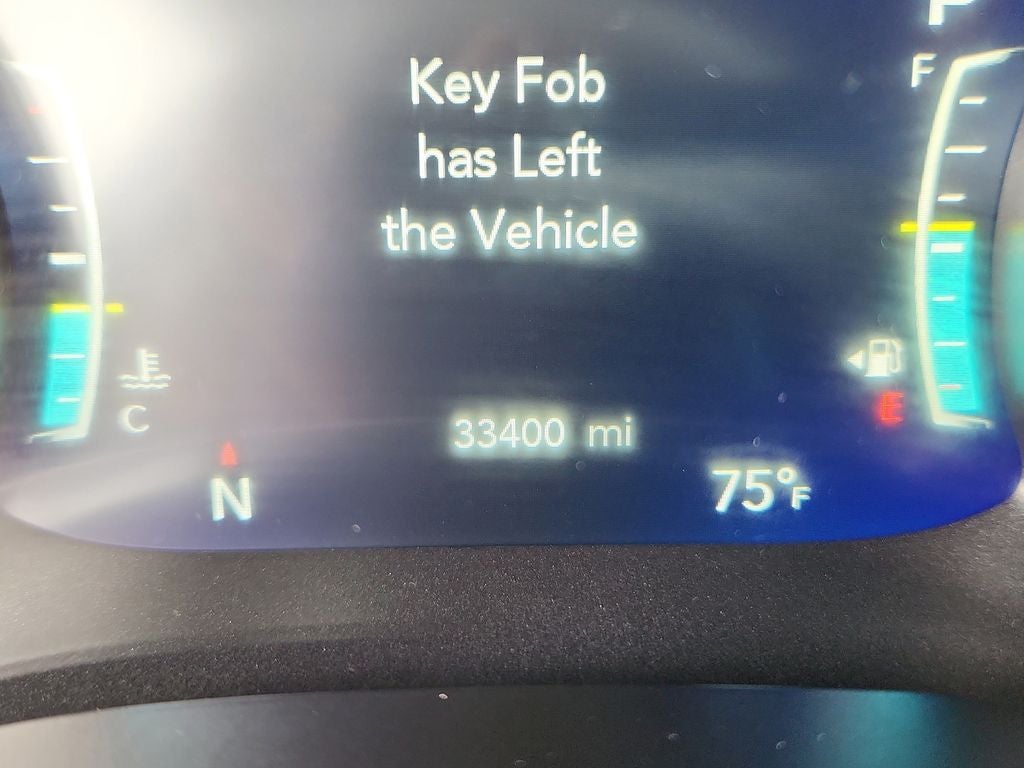 Key Fob
has Left
the Vehicle
F
E
C
33400 mi
N
75°F